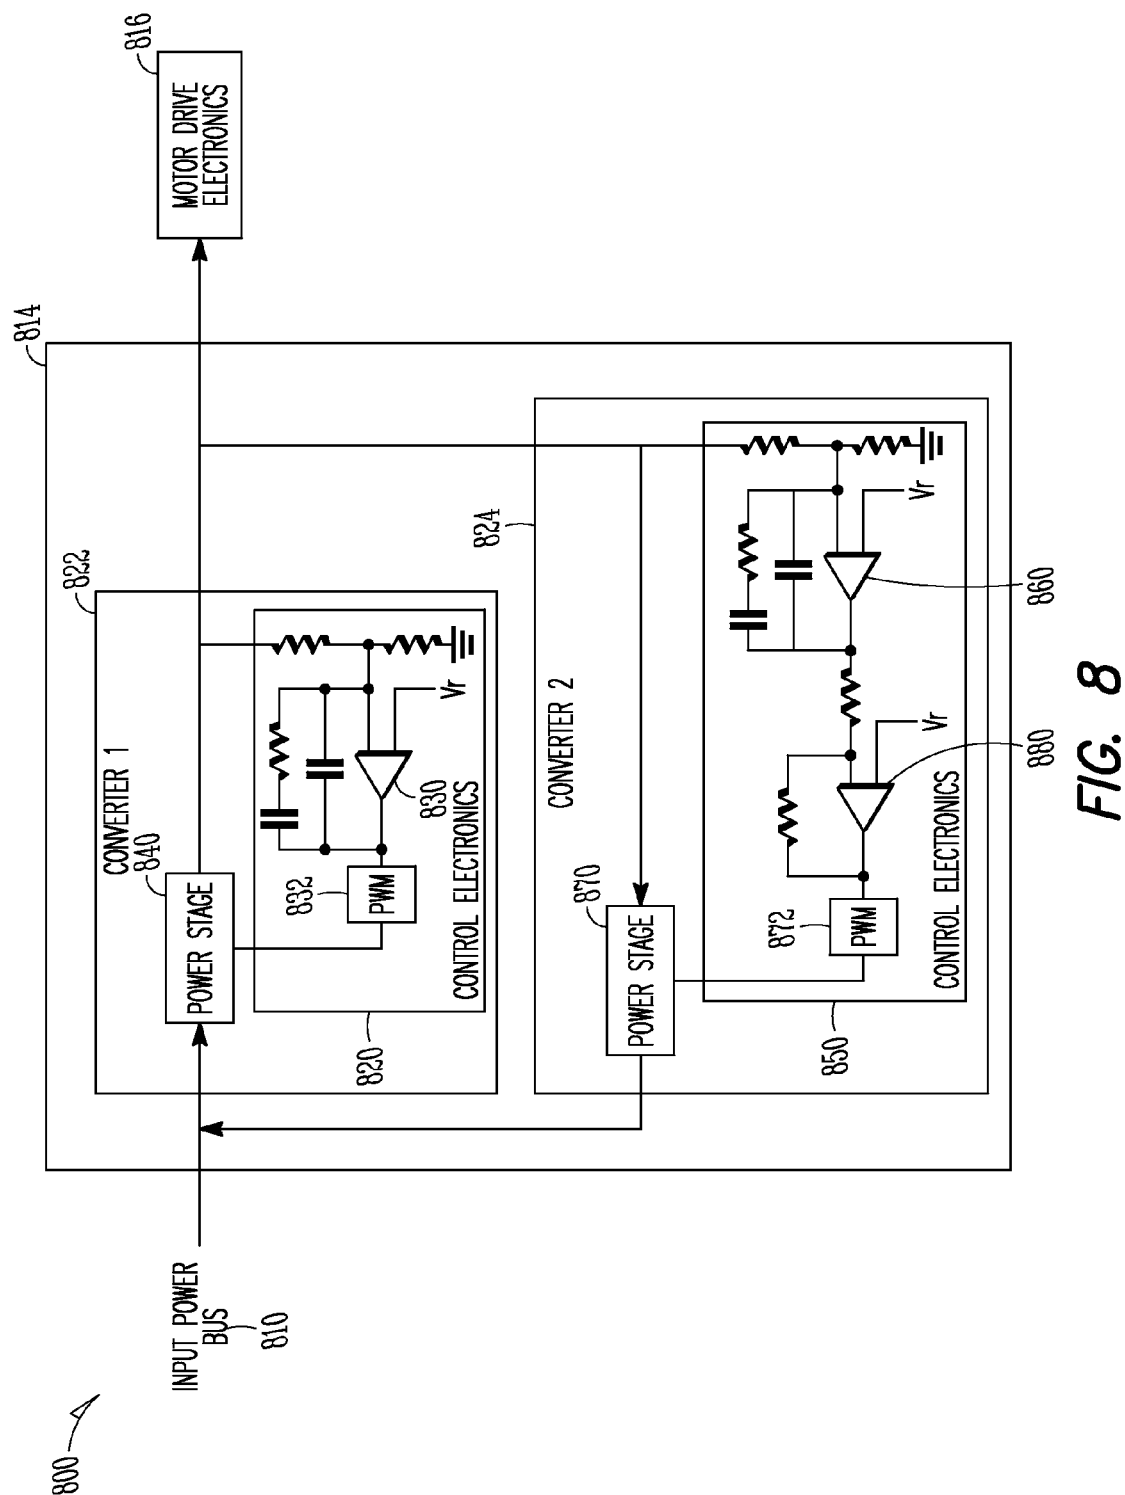 800
INPUT POWER
BUS
810
814
816
MOTOR DRIVE
ELECTRONICS
822
CONVERTER 1
840
POWER STAGE
832
PWM
830
Vr
CONTROL ELECTRONICS
820
824
CONVERTER 2
870
POWER STAGE
872
PWM
Vr
Vr
CONTROL ELECTRONICS
850
860
880
FIG. 8